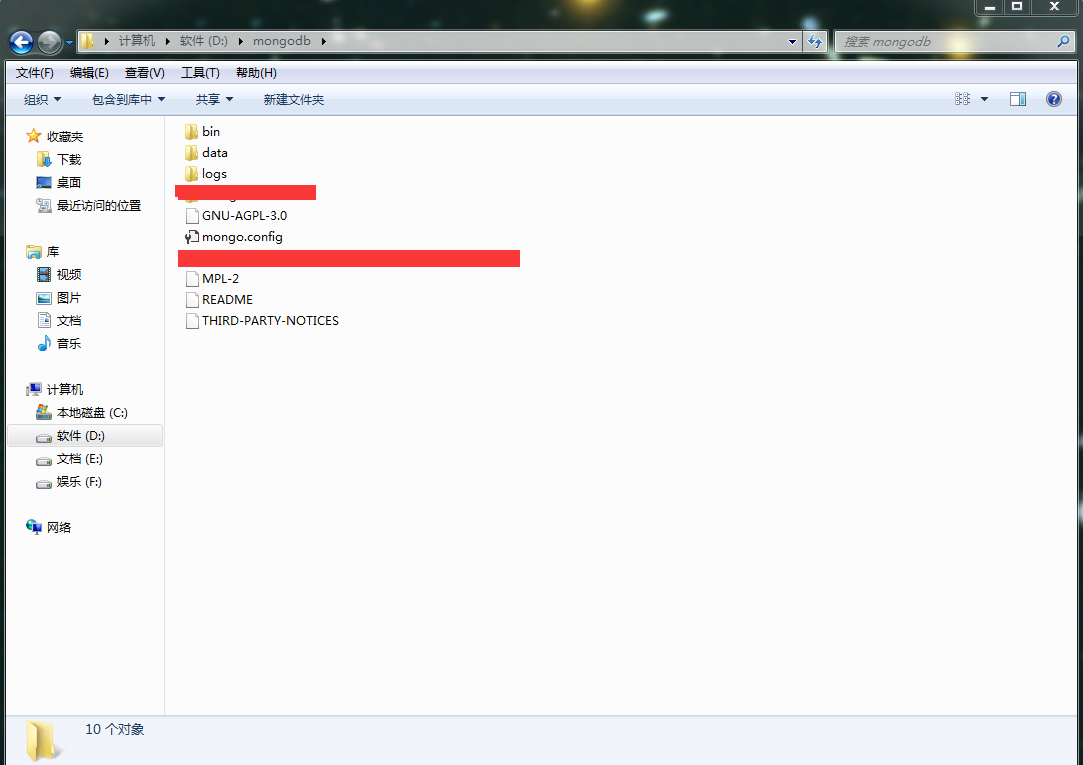 计算机 软件 (D:) mongodb
搜索 mongodb
文件(F) 编辑(E) 查看(V) 工具(T) 帮助(H)
组织 包含到库中 共享 新建文件夹
收藏夹
下载
桌面
最近访问的位置
库
视频
图片
文档
音乐
计算机
本地磁盘 (C:)
软件 (D:)
文档 (E:)
娱乐 (F:)
网络
bin
data
logs
GNU-AGPL-3.0
mongo.config
MPL-2
README
THIRD-PARTY-NOTICES
10 个对象